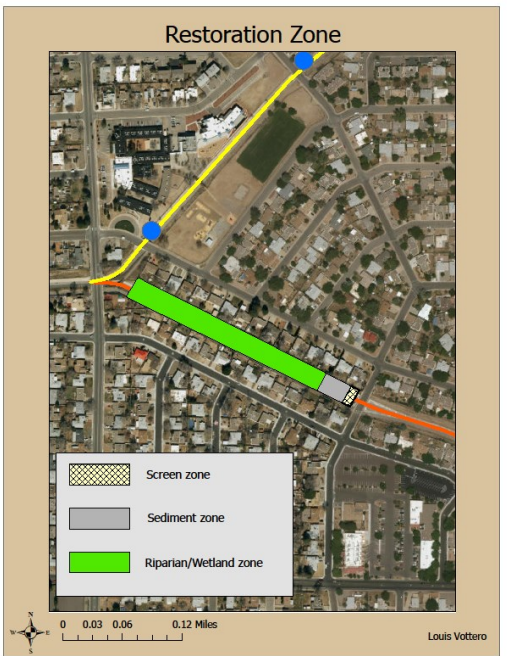 Restoration Zone
Screen zone
Sediment zone
Riparian/Wetland zone
N
W E
S
0 0.03 0.06 0.12 Miles
Louis Vottero